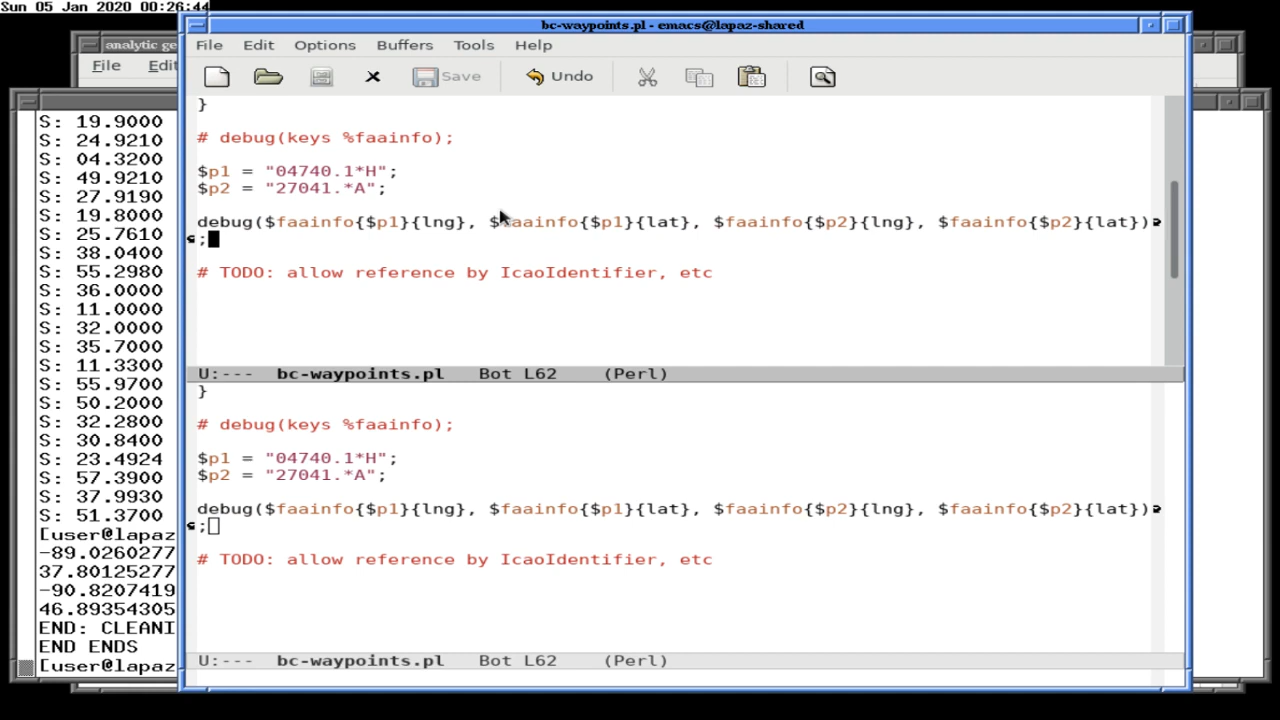 Sun 05 Jan 2020 00:26:44
bc-waypoints.pl - emacs@lapaz-shared
analytic ge
File Edit
File Edit Options Buffers Tools Help
Save Undo
S: 19.9000
S: 24.9210
S: 04.3200
S: 49.9210
S: 27.9190
S: 19.8000
S: 25.7610
S: 38.0400
S: 55.2980
S: 36.0000
S: 11.0000
S: 32.0000
S: 35.7000
S: 11.3300
S: 55.9700
S: 50.2000
S: 32.2800
S: 30.8400
S: 23.4924
S: 57.3900
S: 37.9930
S: 51.3700
[user@lapaz
-89.0260277
37.80125277
-90.8207419
46.89354305
END: CLEANI
END ENDS
[user@lapaz
}
# debug(keys %faainfo);
$p1 = "04740.1*H";
$p2 = "27041.*A";
debug($faainfo{$p1}{lng}, $faainfo{$p1}{lat}, $faainfo{$p2}{lng}, $faainfo{$p2}{lat})
;
# TODO: allow reference by IcaoIdentifier, etc
U:--- bc-waypoints.pl Bot L62 (Perl)
}
# debug(keys %faainfo);
$p1 = "04740.1*H";
$p2 = "27041.*A";
debug($faainfo{$p1}{lng}, $faainfo{$p1}{lat}, $faainfo{$p2}{lng}, $faainfo{$p2}{lat})
;
# TODO: allow reference by IcaoIdentifier, etc
U:--- bc-waypoints.pl Bot L62 (Perl)